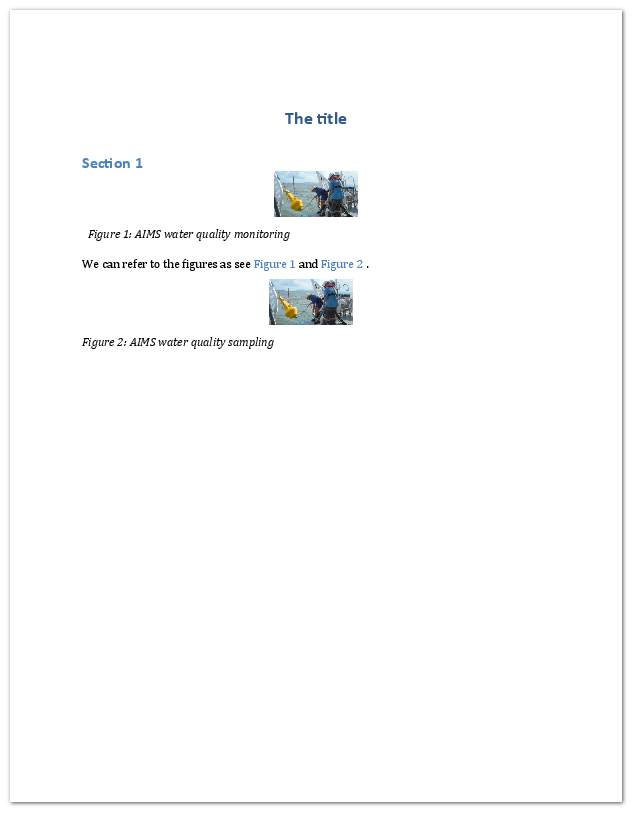 The title
Section 1
Figure 1: AIMS water quality monitoring
We can refer to the figures as see Figure 1 and Figure 2 .
Figure 2: AIMS water quality sampling